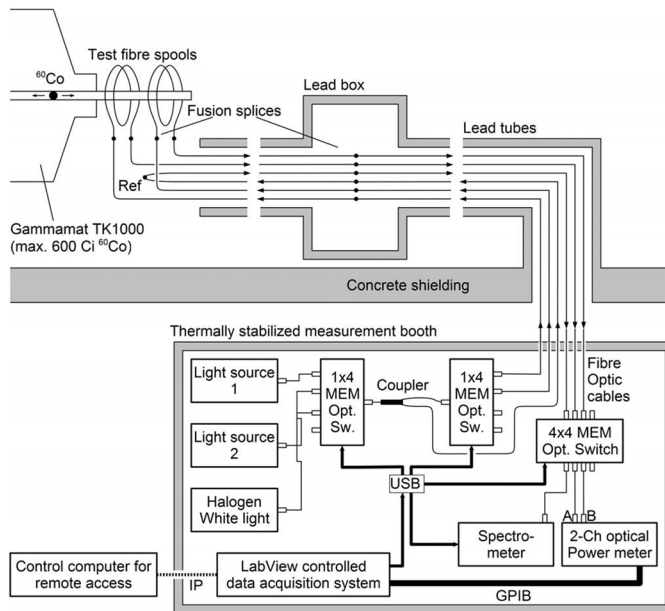 Test fibre spools
60Co
Lead box
Fusion splices
Lead tubes
Ref
Gammamat TK1000
(max. 600 Ci 60Co)
Concrete shielding
Thermally stabilized measurement booth
Light source
1
1x4
MEM
Opt.
Sw.
Coupler
1x4
MEM
Opt.
Sw.
Fibre
Optic
cables
Light source
2
4x4 MEM
Opt. Switch
USB
Halogen
White light
A
B
Spectro-
meter
2-Ch optical
Power meter
Control computer for
remote access
IP
LabView controlled
data acquisition system
GPIB